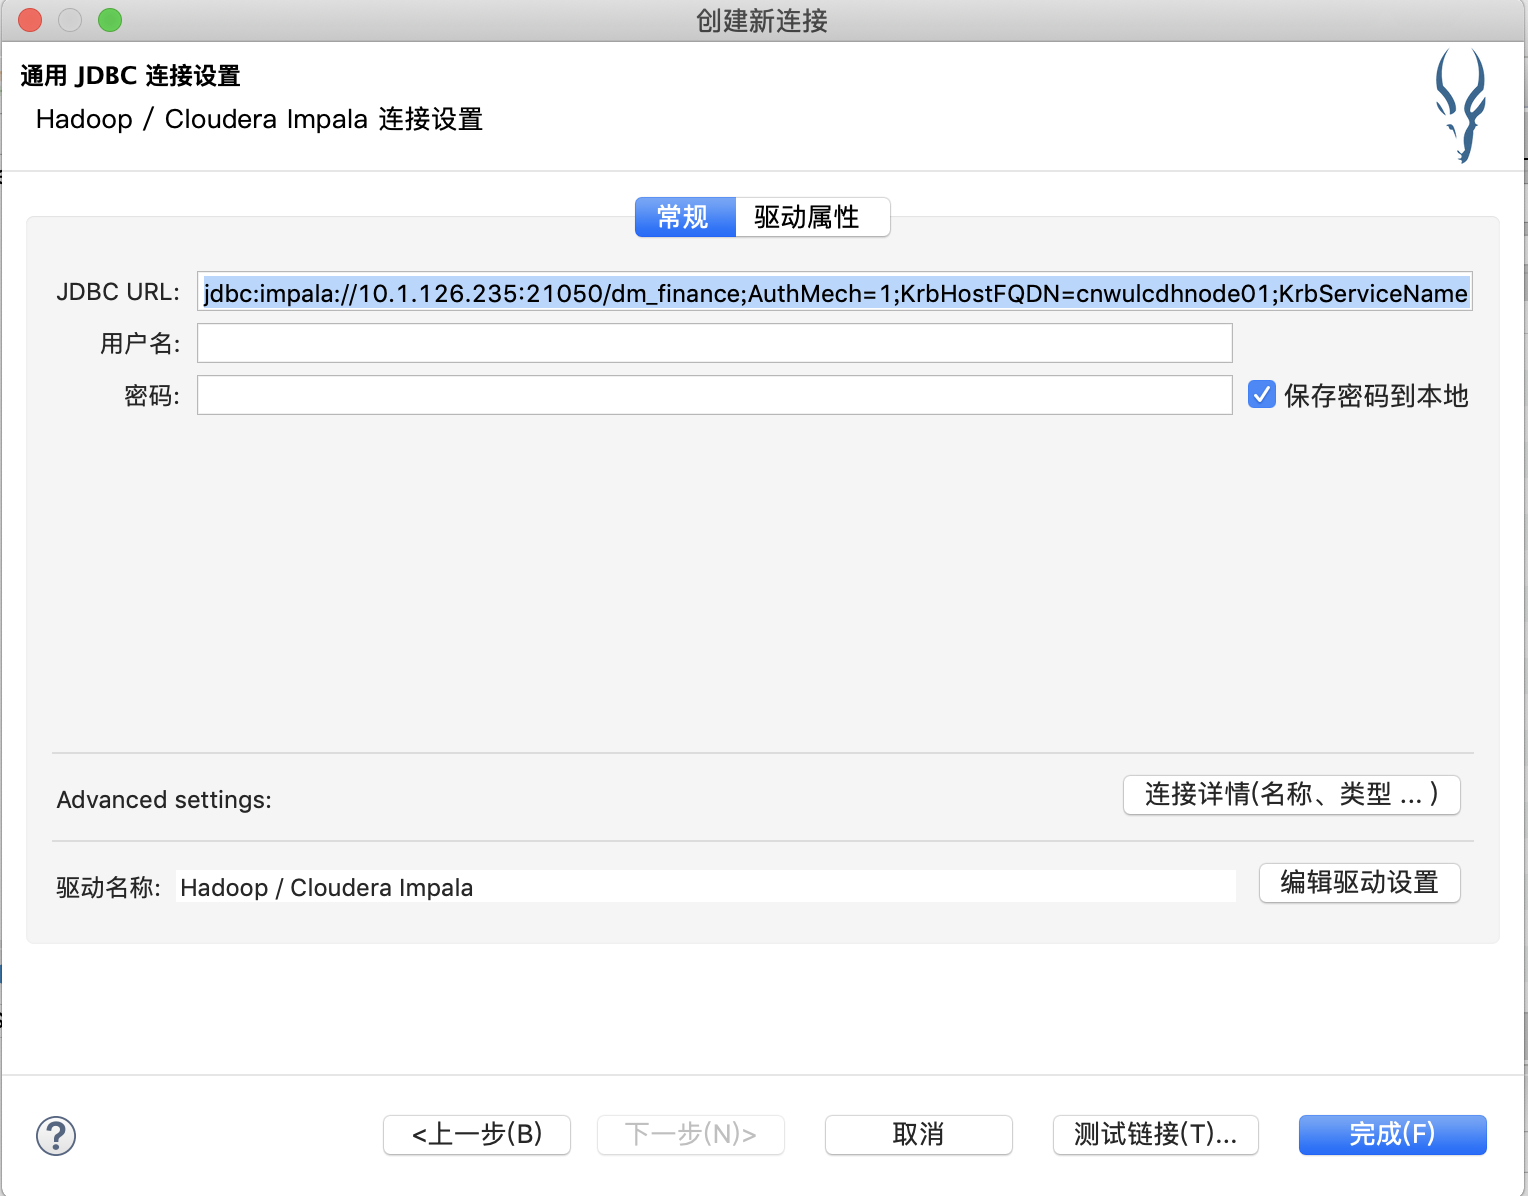 创建新连接
通用 JDBC 连接设置
Hadoop / Cloudera Impala 连接设置
常规 驱动属性
JDBC URL: jdbc:impala://10.1.126.235:21050/dm_finance;AuthMech=1;KrbHostFQDN=cnwulcdhnode01;KrbServiceName
用户名:
密码: 保存密码到本地
Advanced settings: 连接详情(名称、类型 ... )
驱动名称: Hadoop / Cloudera Impala 编辑驱动设置
? <上一步(B) 下一步(N)> 取消 测试链接(T)... 完成(F)